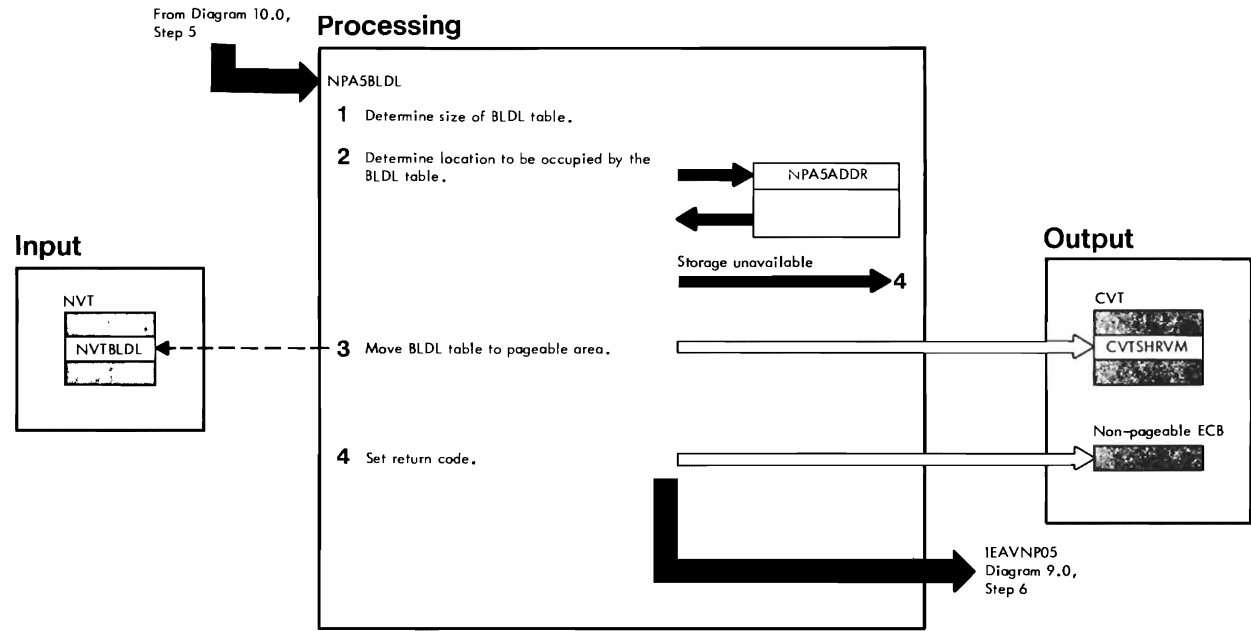 From Diagram 10.0,
Step 5
Processing
NPA5BLDL
1 Determine size of BLDL table.
2 Determine location to be occupied by the
BLDL table.
NPA5ADDR
Storage unavailable
4
Input
NVT
NVTBLDL
3 Move BLDL table to pageable area.
4 Set return code.
Output
CVT
CVTSHRVM
Non-pageable ECB
IEAVNP05
Diagram 9.0,
Step 6